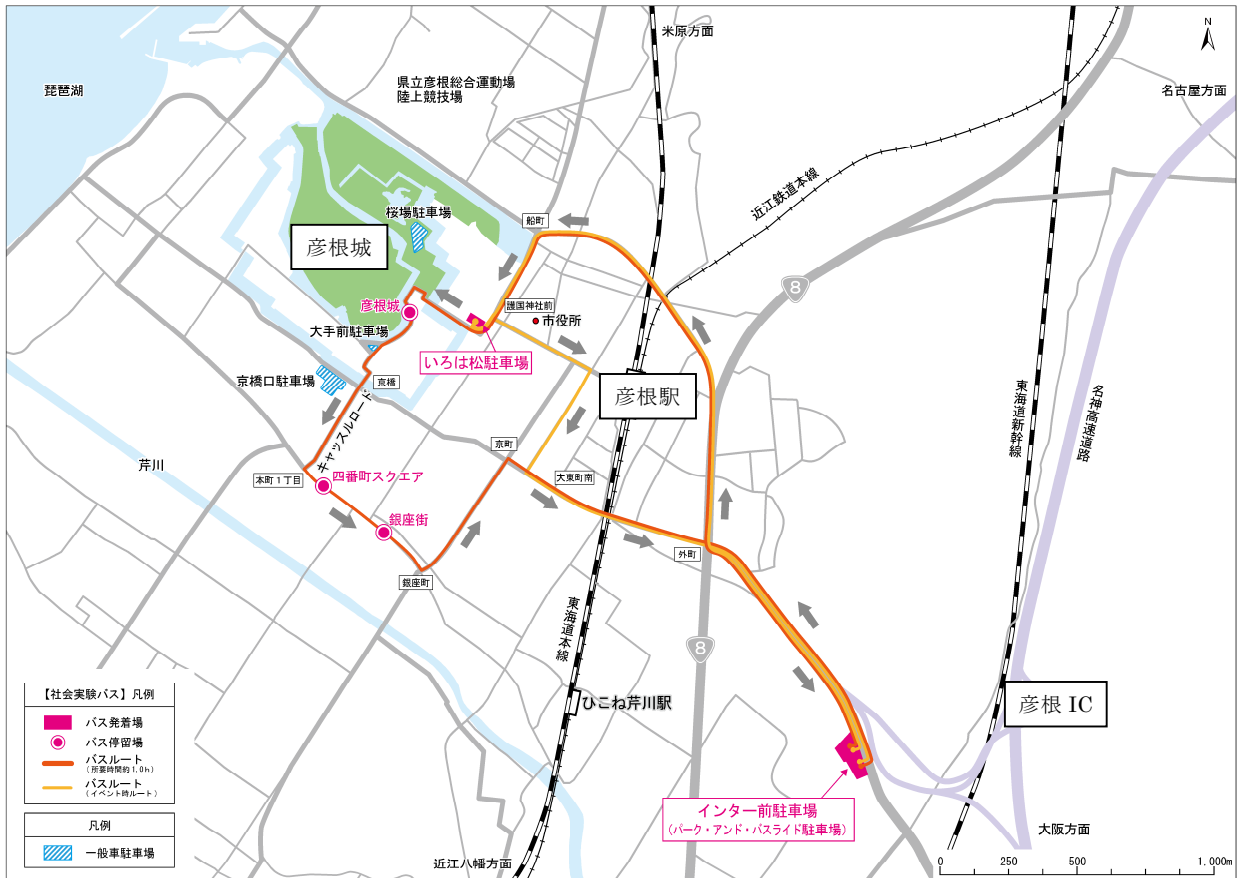 米原方面
N
琵琶湖
県立彦根総合運動場
陸上競技場
名古屋方面
近江鉄道本線
桜場駐車場
船町
彦根城
8
彦根城
護国神社前
市役所
大手前駐車場
いろは松駐車場
京橋口駐車場
京橋
彦根駅
キャッスルロード
東海道新幹線
名神高速道路
京町
芹川
本町1丁目
四番町スクエア
大東町南
銀座街
外町
銀座町
東海道本線
8
ひこね芹川駅
彦根 IC
【社会実験バス】凡例
バス発着場
バス停留場
バスルート
(所要時間約1.0h)
バスルート
(イベント時ルート)
凡例
一般車駐車場
インター前駐車場
(パーク・アンド・バスライド駐車場)
大阪方面
近江八幡方面
0 250 500 1,000m